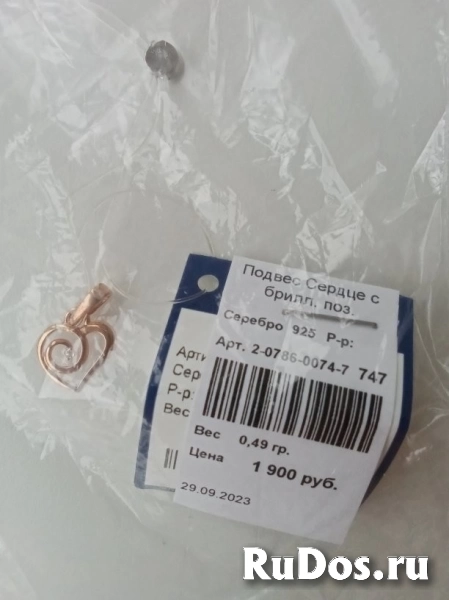 Подвес Сердце с
брилл. поз.
Серебро 925 Р-р:
Арт. 2-0786-0074-7 747
Вес 0,49 гр.
Цена 1 900 руб.
29.09.2023
Арти
Сер
Р-р:
Вес
RuDos.ru